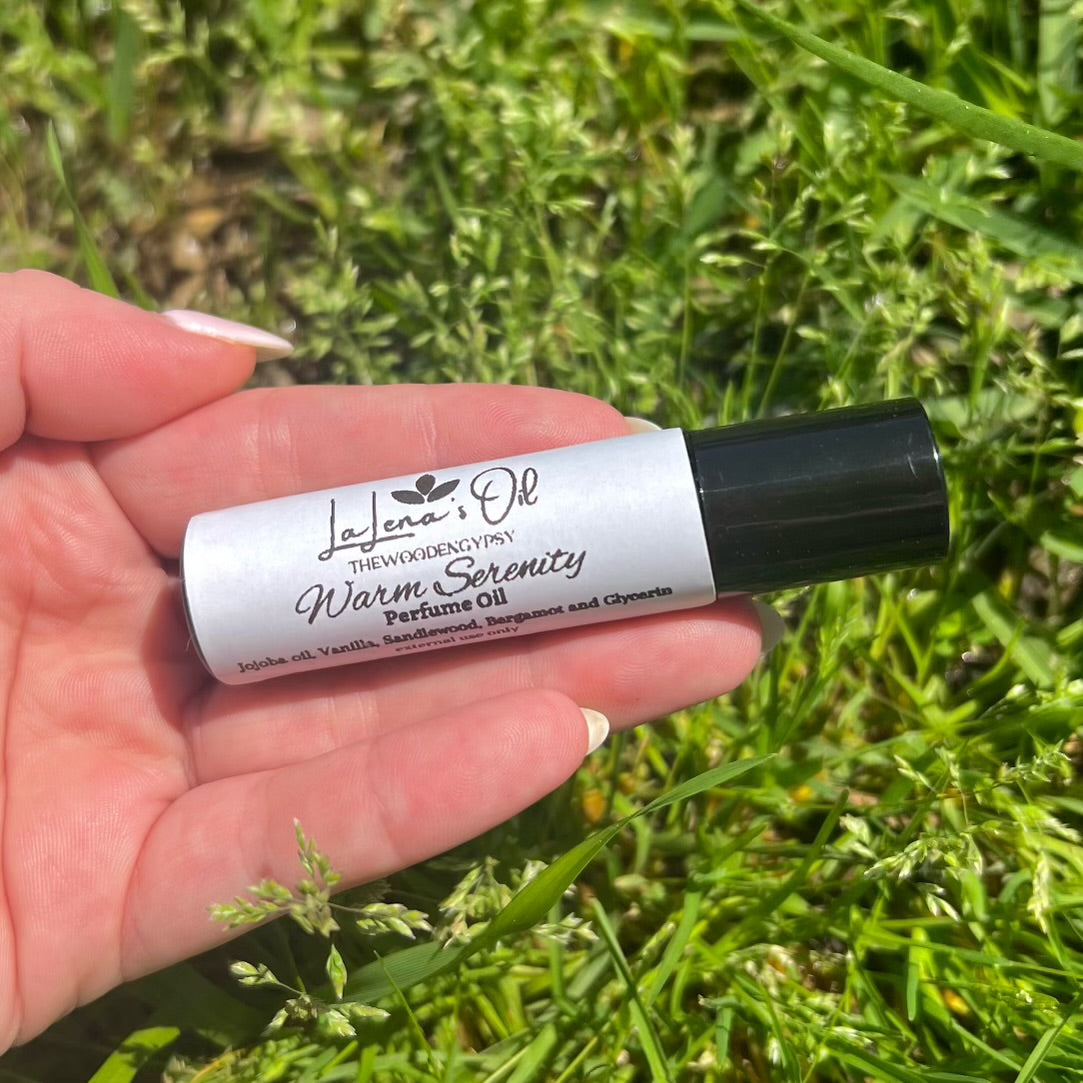 LaLena's Oil
THEWOODENGYPSY
Warm Serenity
Perfume Oil
Jojoba oil, Vanilla, Sandlewood, Bergamot and Glycerin
external use only